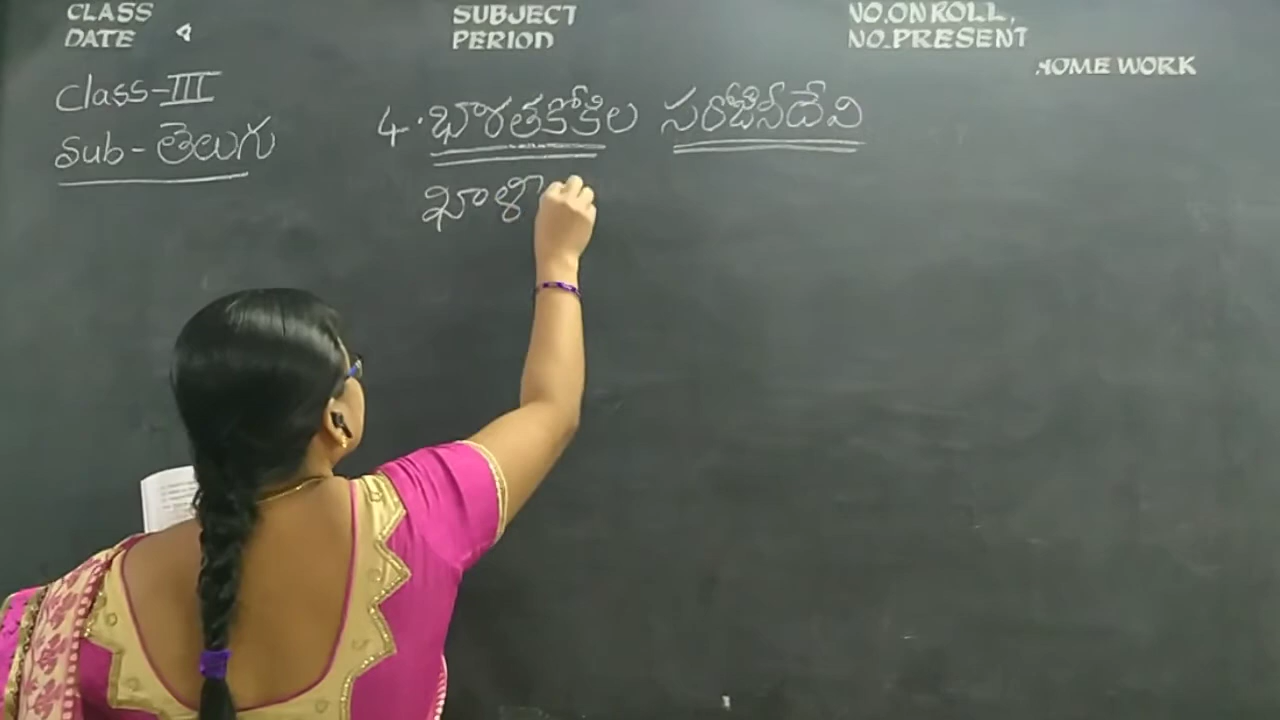 CLASS
DATE
SUBJECT
PERIOD
NO.ON ROLL.
NO.PRESENT
HOME WORK
Class-III
Sub-తెలుగు
4. భారతకోకిల సరోజినీదేవి
ఖాళీ